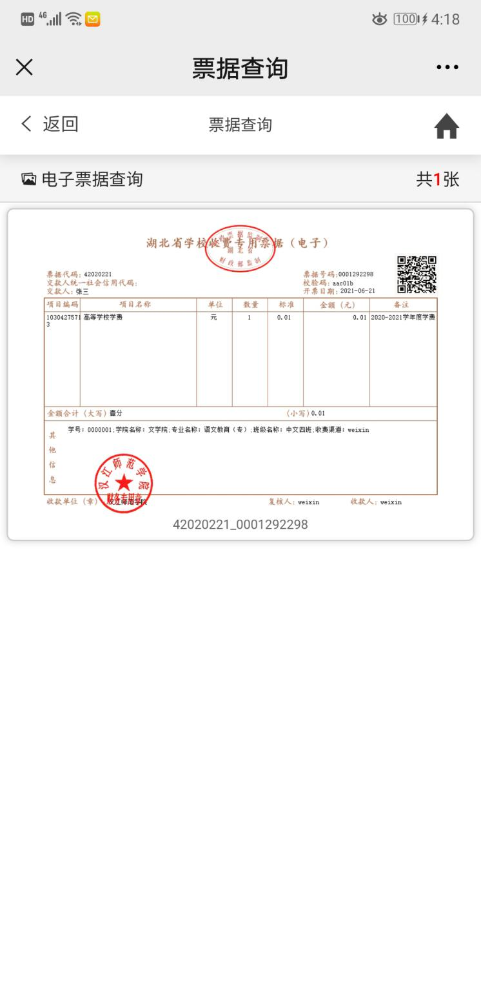 HD 4G 100 4:18
票据查询
返回 票据查询
电子票据查询 共1张
湖北省学校收费专用票据（电子）
财政部监制
票据代码: 42020221 票据号码:0001292298
交款人统一社会信用代码: 校验码: aac01b
交款人: 张三 开票日期: 2021-06-21
项目编码 项目名称 单位 数量 标准 金额（元） 备注
1030427571 高等学校学费 元 1 0.01 0.01 2020-2021学年度学费
3
金额合计（大写）壹分 （小写）0.01
其他信息
学号: 0000001;学院名称: 文学院;专业名称: 语文教育（专）;班级名称: 中文四班;收费渠道: weixin
汉江师范学院
财务专用章
收款单位（章） 汉江师范学院 复核人: weixin 收款人: weixin
42020221_0001292298